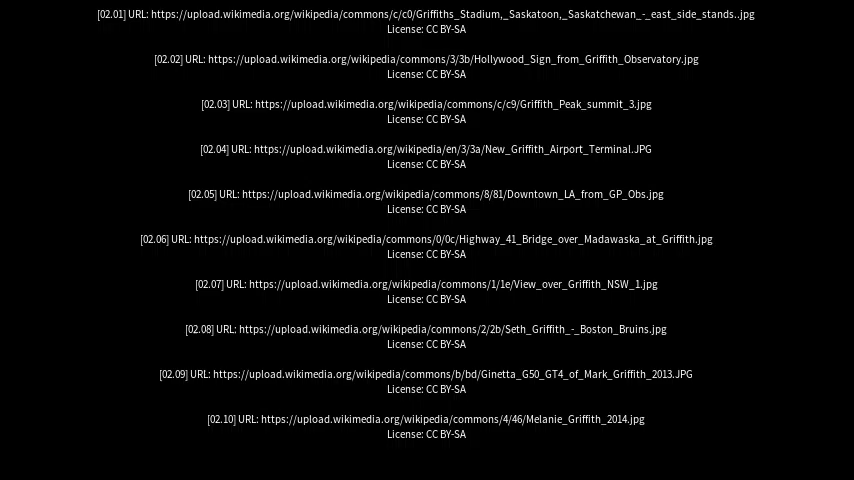 [02.01] URL: https://upload.wikimedia.org/wikipedia/commons/c/c0/Griffiths_Stadium,_Saskatoon,_Saskatchewan_-_east_side_stands..jpg
License: CC BY-SA
[02.02] URL: https://upload.wikimedia.org/wikipedia/commons/3/3b/Hollywood_Sign_from_Griffith_Observatory.jpg
License: CC BY-SA
[02.03] URL: https://upload.wikimedia.org/wikipedia/commons/c/c9/Griffith_Peak_summit_3.jpg
License: CC BY-SA
[02.04] URL: https://upload.wikimedia.org/wikipedia/en/3/3a/New_Griffith_Airport_Terminal.JPG
License: CC BY-SA
[02.05] URL: https://upload.wikimedia.org/wikipedia/commons/8/81/Downtown_LA_from_GP_Obs.jpg
License: CC BY-SA
[02.06] URL: https://upload.wikimedia.org/wikipedia/commons/0/0c/Highway_41_Bridge_over_Madawaska_at_Griffith.jpg
License: CC BY-SA
[02.07] URL: https://upload.wikimedia.org/wikipedia/commons/1/1e/View_over_Griffith_NSW_1.jpg
License: CC BY-SA
[02.08] URL: https://upload.wikimedia.org/wikipedia/commons/2/2b/Seth_Griffith_-_Boston_Bruins.jpg
License: CC BY-SA
[02.09] URL: https://upload.wikimedia.org/wikipedia/commons/b/bd/Ginetta_G50_GT4_of_Mark_Griffith_2013.JPG
License: CC BY-SA
[02.10] URL: https://upload.wikimedia.org/wikipedia/commons/4/46/Melanie_Griffith_2014.jpg
License: CC BY-SA